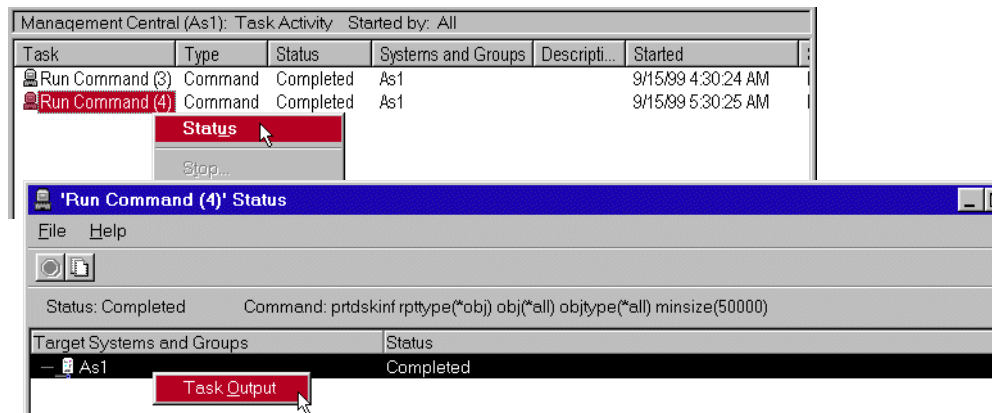 Management Central (As1): Task Activity Started by: All
Task Type Status Systems and Groups Descripti... Started
Run Command (3) Command Completed As1 9/15/99 4:30:24 AM
Run Command (4) Command Completed As1 9/15/99 5:30:25 AM
Status
Stop...
'Run Command (4)' Status
File Help
Status: Completed Command: prtdskinf rpttype(*obj) obj(*all) objtype(*all) minsize(50000)
Target Systems and Groups Status
As1 Completed
Task Output